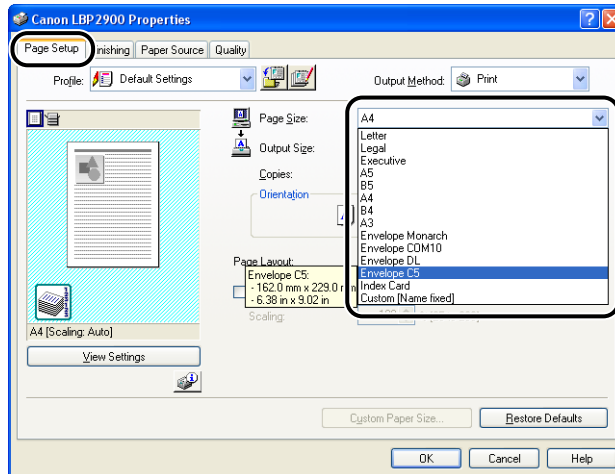 Canon LBP2900 Properties
Page Setup
inishing
Paper Source
Quality
Profile:
Default Settings
Output Method:
Print
Page Size:
A4
Output Size:
Letter
Legal
Executive
A5
B5
A4
B4
A3
Envelope Monarch
Envelope COM10
Envelope DL
Envelope C5
Index Card
Custom [Name fixed]
Copies:
Orientation
A
Page Layout:
Envelope C5:
- 162.0 mm x 229.0
- 6.38 in x 9.02 in
Scaling:
A4 [Scaling: Auto]
View Settings
Custom Paper Size...
Restore Defaults
OK
Cancel
Help